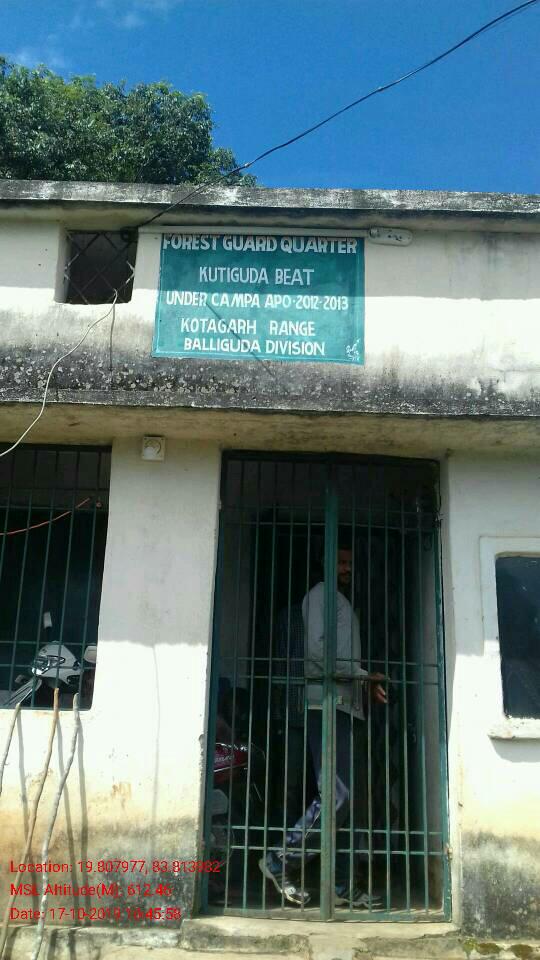 FOREST GUARD QUARTER
KUTIGUDA BEAT
UNDER CAMPA APO-2012-2013
KOTAGARH RANGE
BALLIGUDA DIVISION
Location: 19.807977, 83.813982
MSL Altitude(M): 612.46
Date: 17-10-2019 10:45:58